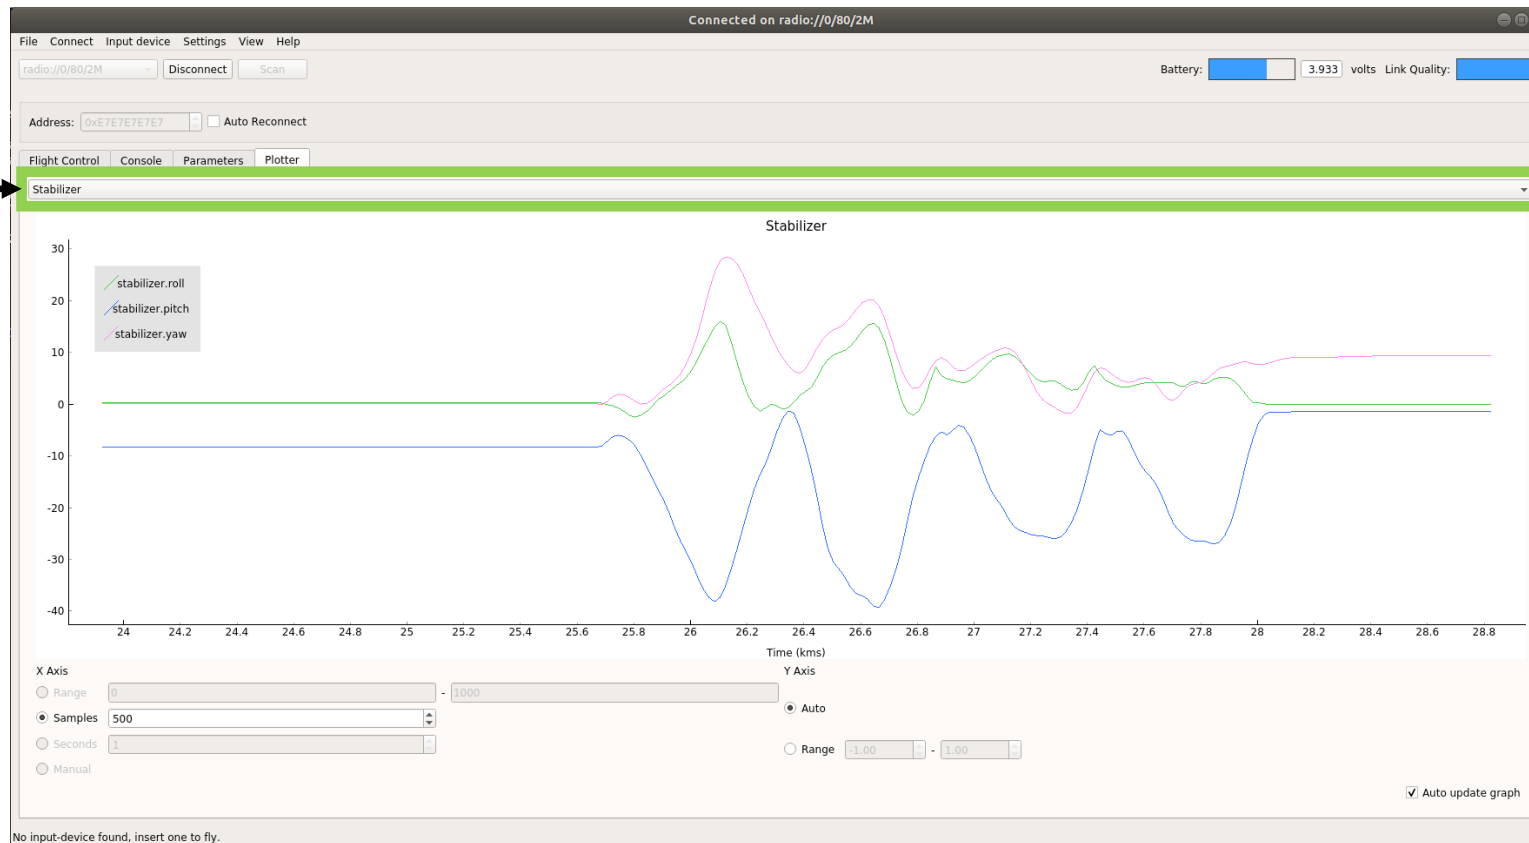 Connected on radio://0/80/2M
File Connect Input device Settings View Help
radio://0/80/2M Disconnect Scan Battery: 3.933 volts Link Quality:
Address: 0xE7E7E7E7E7 Auto Reconnect
Flight Control Console Parameters Plotter
Stabilizer
Stabilizer
30
20
10
0
-10
-20
-30
-40
stabilizer.roll
stabilizer.pitch
stabilizer.yaw
24 24.2 24.4 24.6 24.8 25 25.2 25.4 25.6 25.8 26 26.2 26.4 26.6 26.8 27 27.2 27.4 27.6 27.8 28 28.2 28.4 28.6 28.8
Time (kms)
X Axis
Range 0 - 1000
Samples 500
Seconds 1
Manual
Y Axis
Auto
Range -1.00 - 1.00
Auto update graph
No input-device found, insert one to fly.